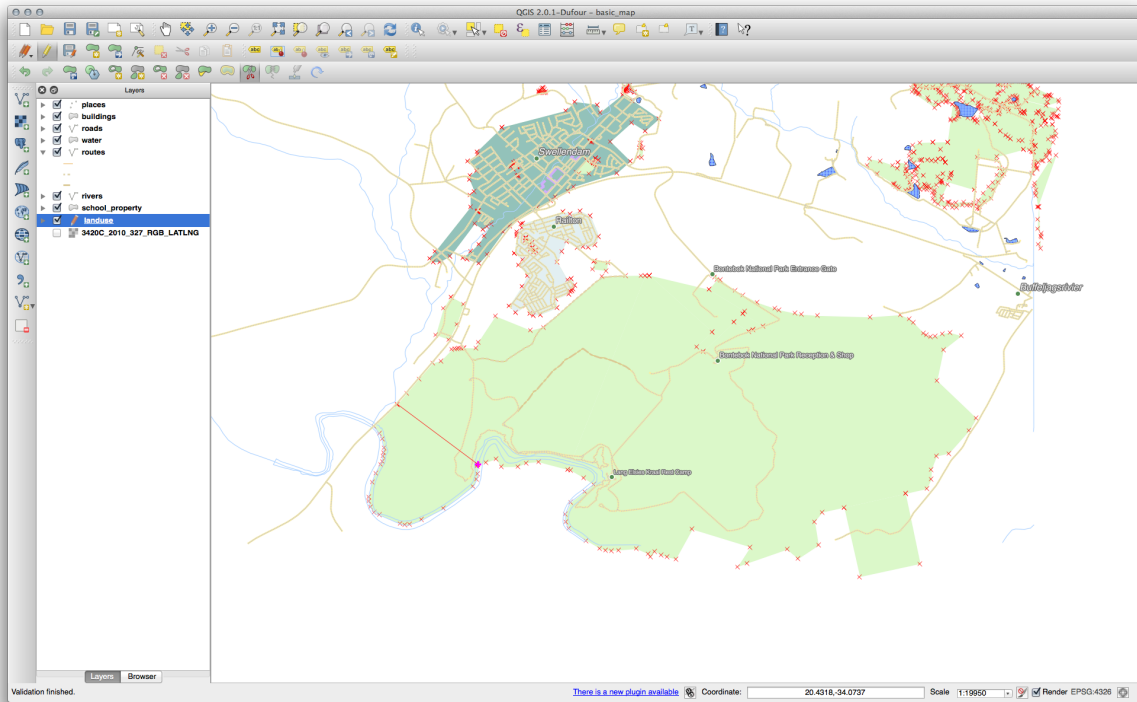 QGIS 2.0.1-Dufour - basic_map
Layers
places
buildings
roads
water
routes
rivers
school_property
landuse
3420C_2010_327_RGB_LATLNG
Swellendam
Railton
Bontebok National Park Entrance Gate
Buffeljagsrivier
Bontebok National Park Reception & Shop
Lang Elsies Kraal Rest Camp
Layers Browser
Validation finished. There is a new plugin available Coordinate: 20.4318,-34.0737 Scale 1:19950 Render EPSG:4326